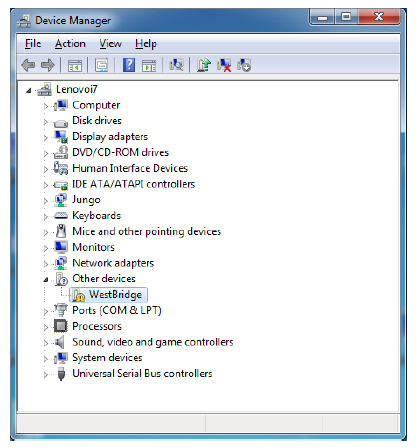 Device Manager
File Action View Help
Lenovoi7
Computer
Disk drives
Display adapters
DVD/CD-ROM drives
Human Interface Devices
IDE ATA/ATAPI controllers
Jungo
Keyboards
Mice and other pointing devices
Monitors
Network adapters
Other devices
WestBridge
Ports (COM & LPT)
Processors
Sound, video and game controllers
System devices
Universal Serial Bus controllers